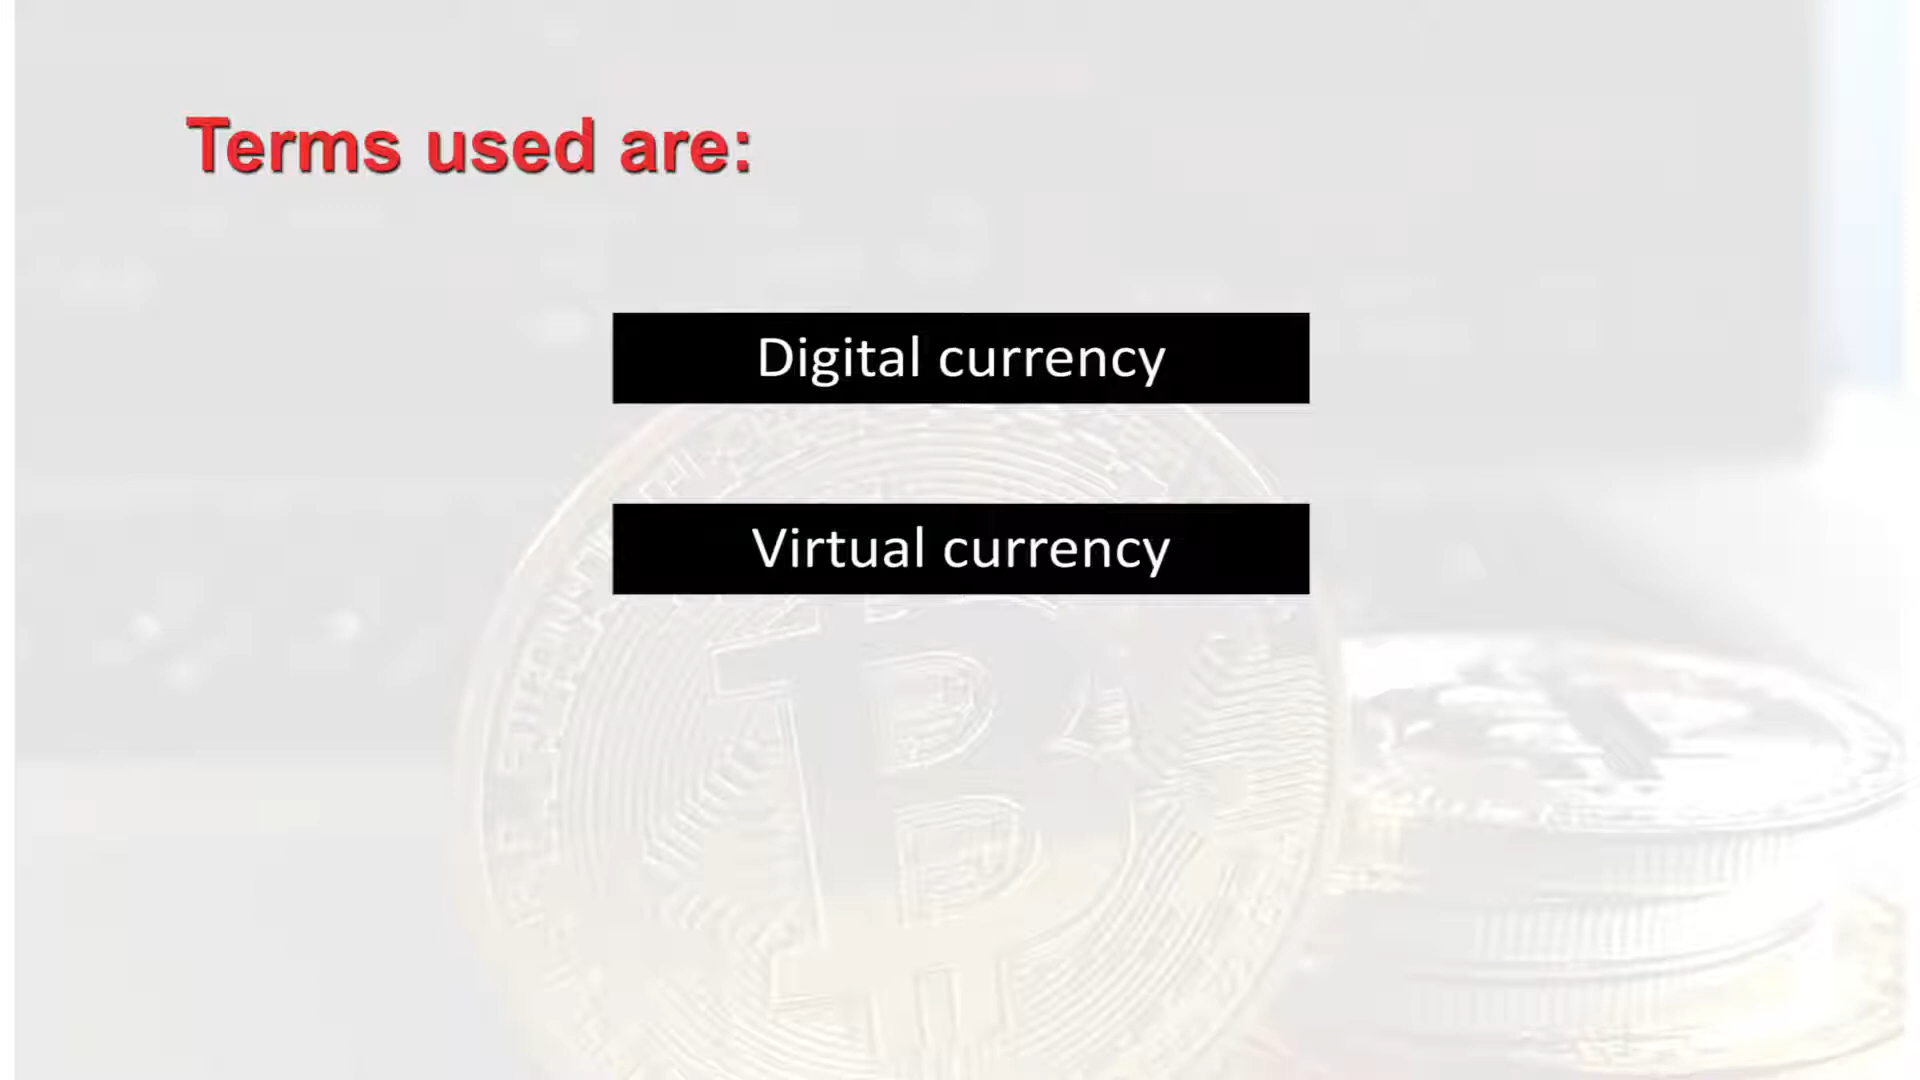 Terms used are:
Digital currency
Virtual currency